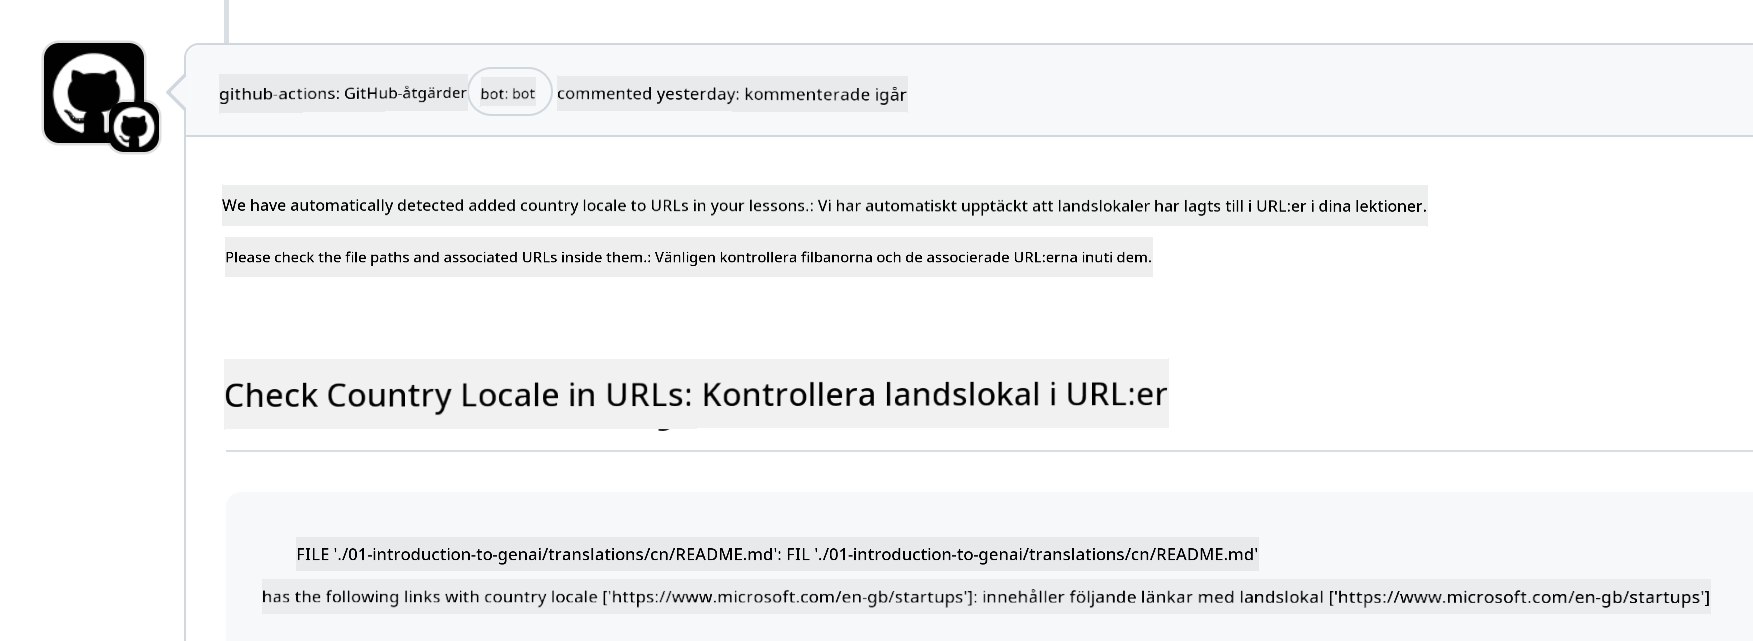 github-actions: GitHub-åtgärder bot: bot commented yesterday: kommenterade igår
We have automatically detected added country locale to URLs in your lessons.: Vi har automatiskt upptäckt att landslokaler har lagts till i URL:er i dina lektioner.
Please check the file paths and associated URLs inside them.: Vänligen kontrollera filbanorna och de associerade URL:erna inuti dem.
Check Country Locale in URLs: Kontrollera landslokal i URL:er
FILE './01-introduction-to-genai/translations/cn/README.md': FIL './01-introduction-to-genai/translations/cn/README.md'
has the following links with country locale ['https://www.microsoft.com/en-gb/startups']: innehåller följande länkar med landslokal ['https://www.microsoft.com/en-gb/startups']